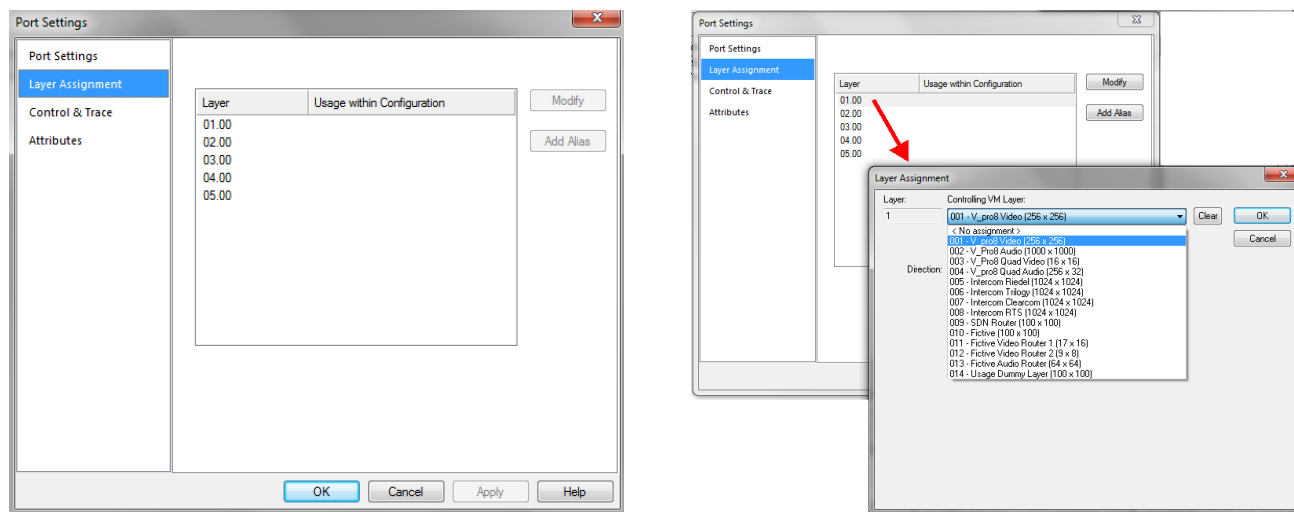 Port Settings
Port Settings
Layer Assignment
Control & Trace
Attributes
Layer Usage within Configuration
01.00
02.00
03.00
04.00
05.00
Modify
Add Alias
OK Cancel Apply Help
Port Settings
Port Settings
Layer Assignment
Control & Trace
Attributes
Layer Usage within Configuration
01.00
02.00
03.00
04.00
05.00
Modify
Add Alias
Layer Assignment
Layer: Controlling VM Layer:
1 001 - V_pro8 Video (256 x 256) Clear OK
< No assignment >
Cancel
001 - V_pro8 Video (256 x 256)
002 - V_Pro8 Audio (1000 x 1000)
003 - V_Pro8 Quad Video (16 x 16)
Direction: 004 - V_pro8 Quad Audio (256 x 32)
005 - Intercom Riedel (1024 x 1024)
006 - Intercom Trilogy (1024 x 1024)
007 - Intercom Clearcom (1024 x 1024)
008 - Intercom RTS (1024 x 1024)
009 - SDN Router (100 x 100)
010 - Fictive (100 x 100)
011 - Fictive Video Router 1 (17 x 16)
012 - Fictive Video Router 2 (9 x 8)
013 - Fictive Audio Router (64 x 64)
014 - Usage Dummy Layer (100 x 100)